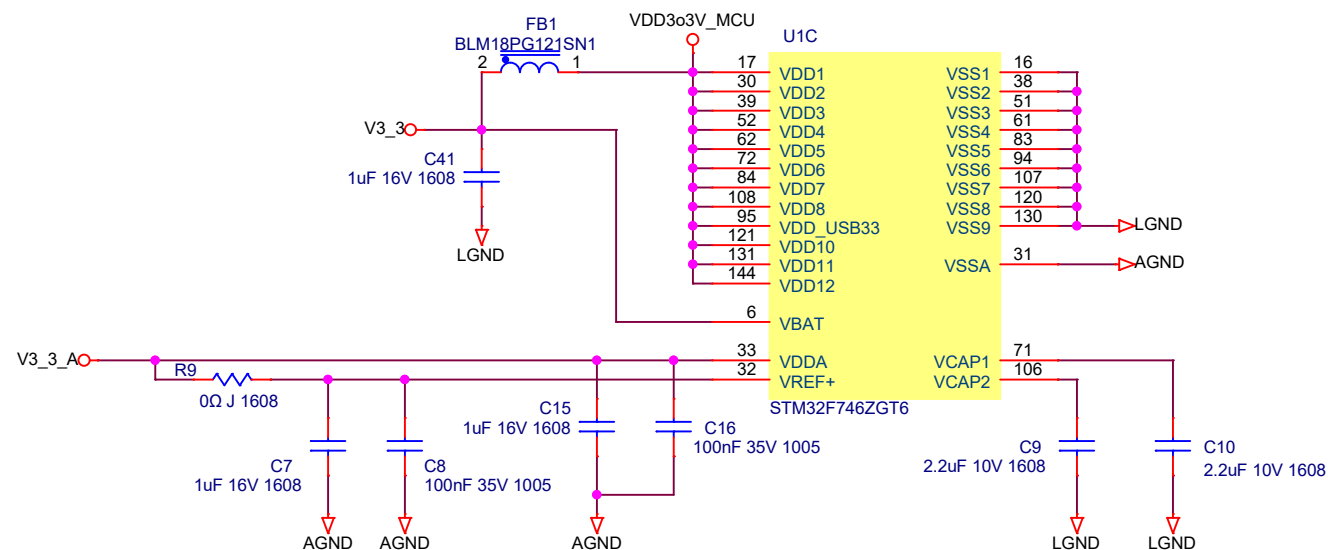 VDD3o3V_MCU
FB1
BLM18PG121SN1
2
1
U1C
17
VDD1
VSS1
16
30
VDD2
VSS2
38
39
VDD3
VSS3
51
52
VDD4
VSS4
61
62
VDD5
VSS5
83
72
VDD6
VSS6
94
84
VDD7
VSS7
107
108
VDD8
VSS8
120
95
VDD_USB33
VSS9
130
LGND
121
VDD10
131
VDD11
VSSA
31
AGND
144
VDD12
V3_3
C41
1uF 16V 1608
LGND
6
VBAT
V3_3_A
33
VDDA
VCAP1
71
32
VREF+
VCAP2
106
R9
0Ω J 1608
STM32F746ZGT6
C15
1uF 16V 1608
C16
100nF 35V 1005
C7
1uF 16V 1608
C8
100nF 35V 1005
C9
2.2uF 10V 1608
C10
2.2uF 10V 1608
AGND
AGND
AGND
LGND
LGND